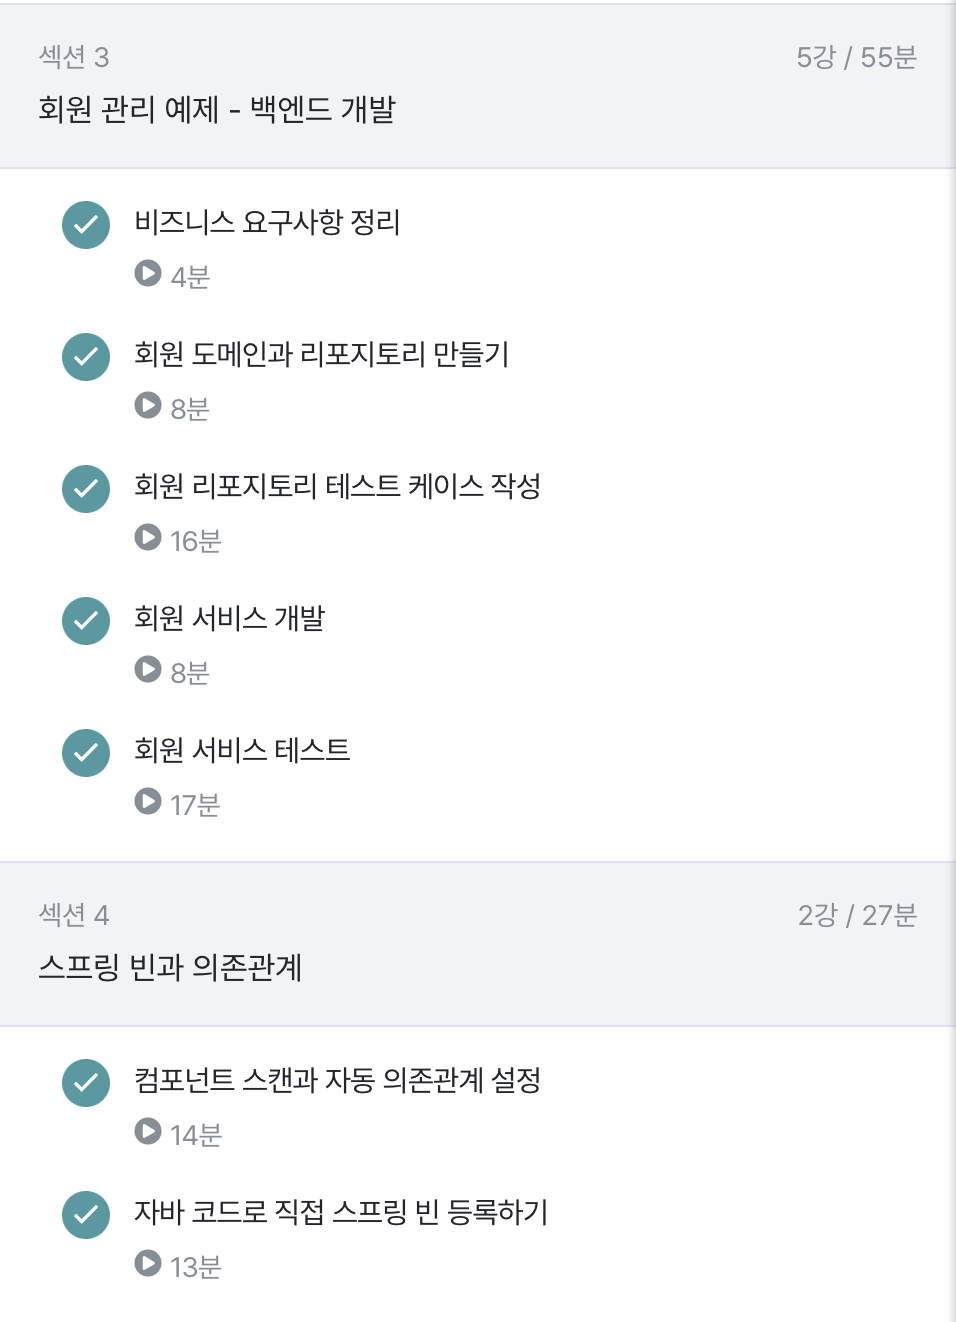 섹션 3
5강 / 55분
회원 관리 예제 - 백엔드 개발
비즈니스 요구사항 정리
4분
회원 도메인과 리포지토리 만들기
8분
회원 리포지토리 테스트 케이스 작성
16분
회원 서비스 개발
8분
회원 서비스 테스트
17분
섹션 4
2강 / 27분
스프링 빈과 의존관계
컴포넌트 스캔과 자동 의존관계 설정
14분
자바 코드로 직접 스프링 빈 등록하기
13분